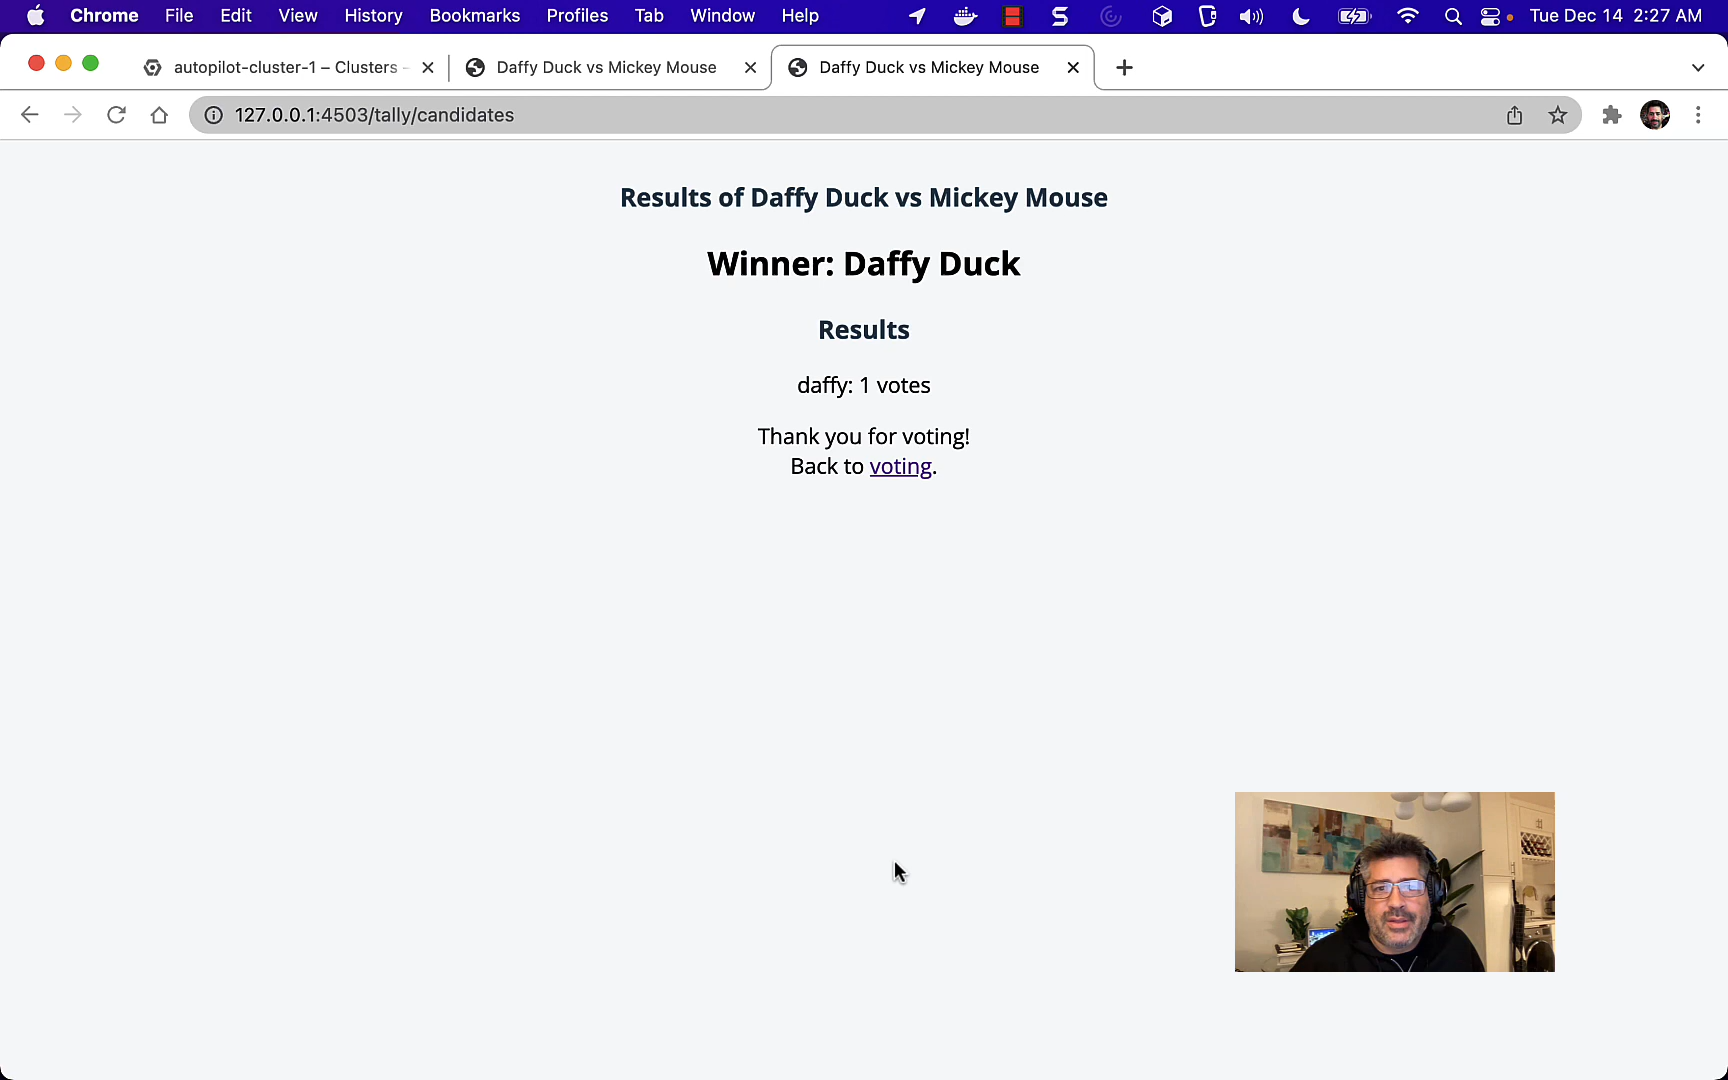 Chrome File Edit View History Bookmarks Profiles Tab Window Help Tue Dec 14 2:27 AM
autopilot-cluster-1 – Clusters - Daffy Duck vs Mickey Mouse Daffy Duck vs Mickey Mouse
127.0.0.1:4503/tally/candidates
Results of Daffy Duck vs Mickey Mouse
Winner: Daffy Duck
Results
daffy: 1 votes
Thank you for voting!
Back to voting.